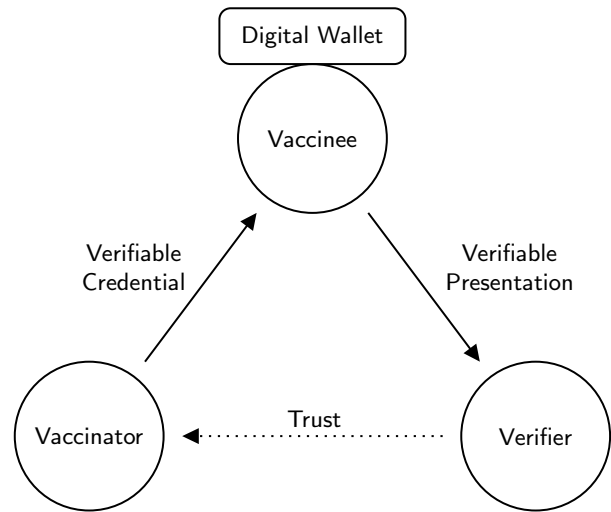 Digital Wallet
Vaccinee
Verifiable
Credential
Verifiable
Presentation
Vaccinator
Trust
Verifier